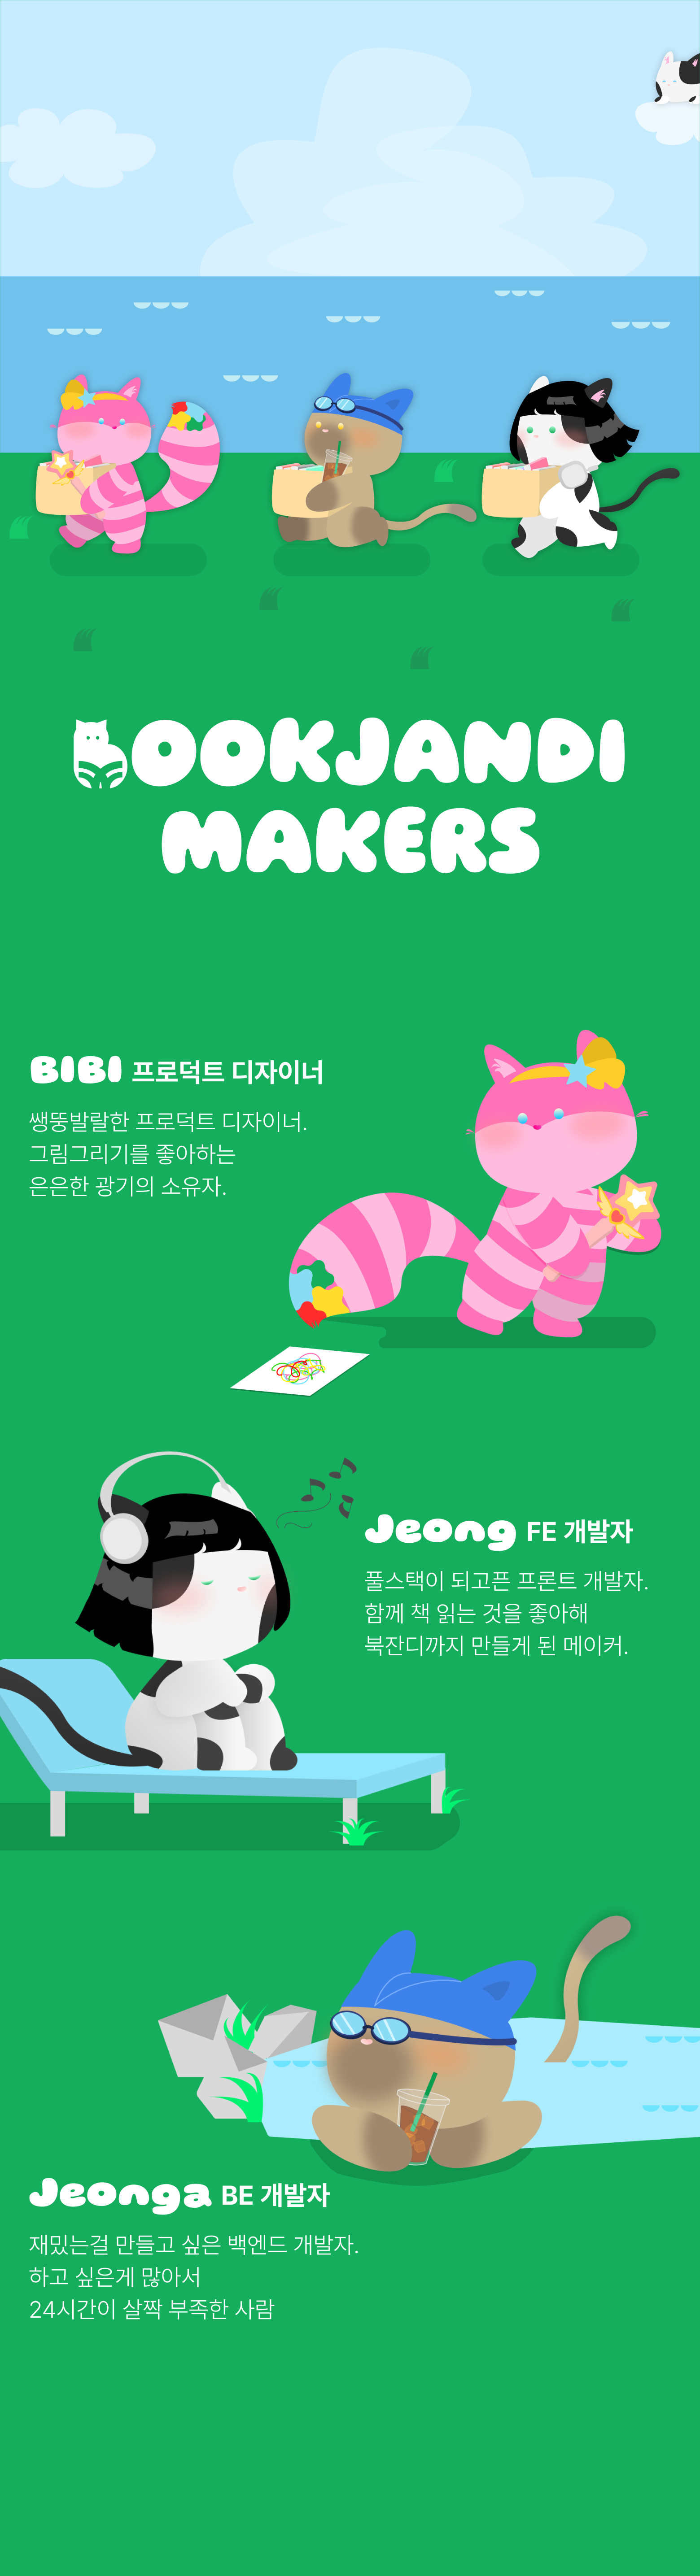 BOOKJANDI
MAKERS
BIBI 프로덕트 디자이너
쌩뚱발랄한 프로덕트 디자이너.
그림그리기를 좋아하는
은은한 광기의 소유자.
Jeong FE 개발자
풀스택이 되고픈 프론트 개발자.
함께 책 읽는 것을 좋아해
북잔디까지 만들게 된 메이커.
Jeonga BE 개발자
재밌는걸 만들고 싶은 백엔드 개발자.
하고 싶은게 많아서
24시간이 살짝 부족한 사람